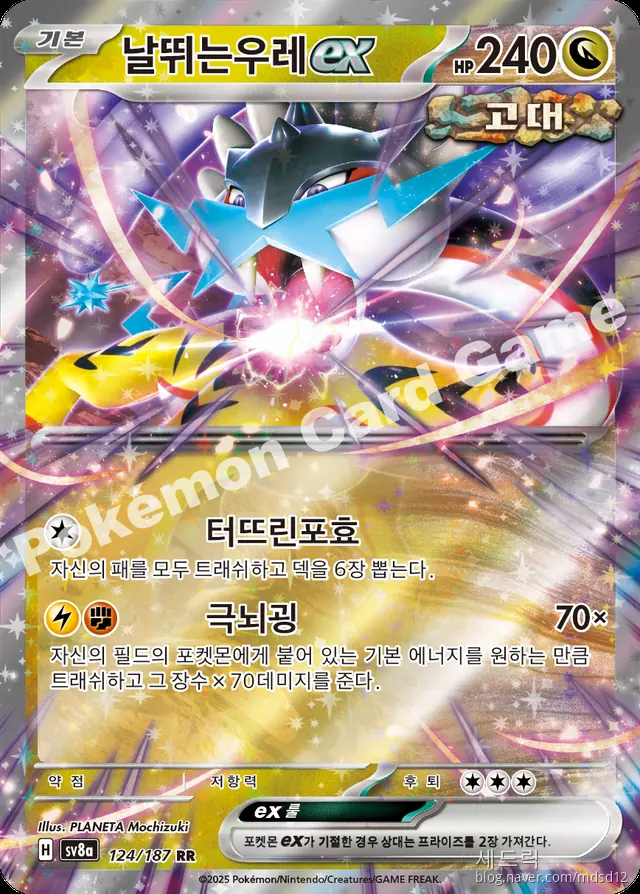 기본 날뛰는우레 ex HP 240
고대
Pokémon Card Game
터뜨린포효
자신의 패를 모두 트래쉬하고 덱을 6장 뽑는다.
극뇌굉 70×
자신의 필드의 포켓몬에게 붙어 있는 기본 에너지를 원하는 만큼
트래쉬하고 그 장수×70데미지를 준다.
약점 저항력 후퇴
ex 룰
포켓몬 ex가 기절한 경우 상대는 프라이즈를 2장 가져간다.
Illus. PLANETA Mochizuki
H sv8a 124/187 RR
©2025 Pokémon/Nintendo/Creatures/GAME FREAK.
세드릭
blog.naver.com/mdsd12